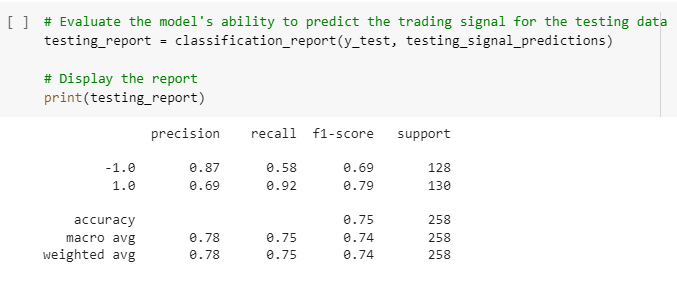 [ ] # Evaluate the model's ability to predict the trading signal for the testing data
testing_report = classification_report(y_test, testing_signal_predictions)
# Display the report
print(testing_report)
precision recall f1-score support
-1.0 0.87 0.58 0.69 128
1.0 0.69 0.92 0.79 130
accuracy 0.75 258
macro avg 0.78 0.75 0.74 258
weighted avg 0.78 0.75 0.74 258